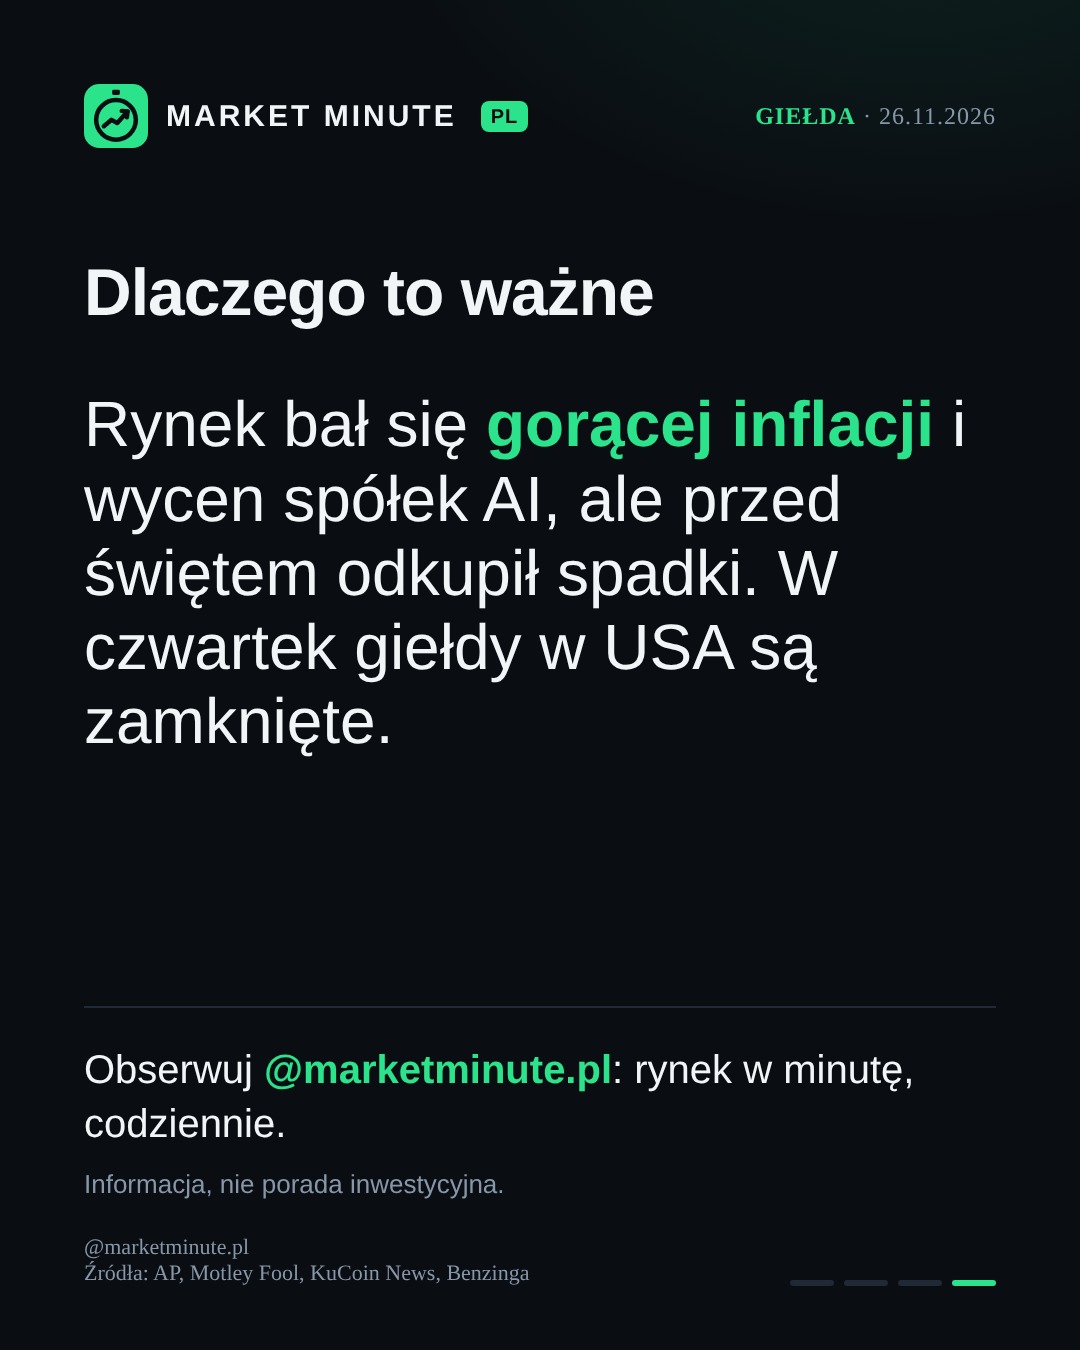 MARKET MINUTE PL
GIEŁDA · 26.11.2026
Dlaczego to ważne
Rynek bał się gorącej inflacji i
wycen spółek AI, ale przed
świętem odkupił spadki. W
czwartek giełdy w USA są
zamknięte.
Obserwuj @marketminute.pl: rynek w minutę,
codziennie.
Informacja, nie porada inwestycyjna.
@marketminute.pl
Źródła: AP, Motley Fool, KuCoin News, Benzinga